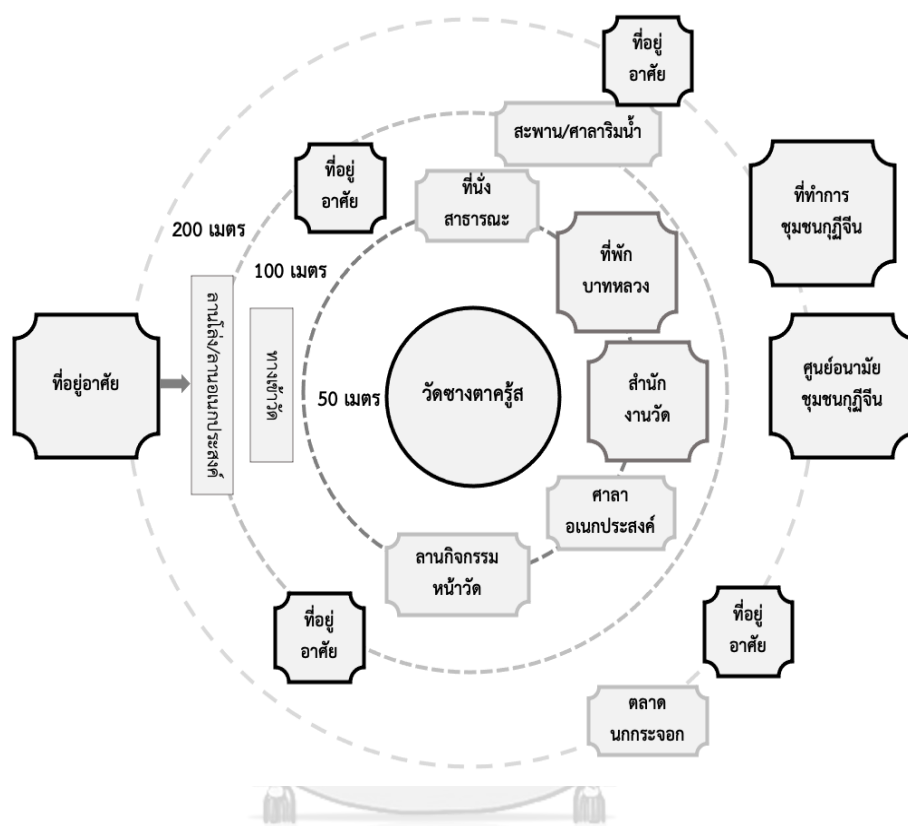 ที่อยู่
อาศัย
สะพาน/ศาลาริมน้ำ
ที่อยู่
อาศัย
ที่นั่ง
สาธารณะ
ที่ทำการ
ชุมชนกุฎีจีน
200 เมตร
ที่พัก
บาทหลวง
100 เมตร
ลานโล่ง/ลานอเนกประสงค์
ทางเข้าวัด
ที่อยู่อาศัย
50 เมตร
วัดซางตาครู้ส
สำนัก
งานวัด
ศูนย์อนามัย
ชุมชนกุฎีจีน
ศาลา
อเนกประสงค์
ลานกิจกรรม
หน้าวัด
ที่อยู่
อาศัย
ที่อยู่
อาศัย
ตลาด
นกกระจอก